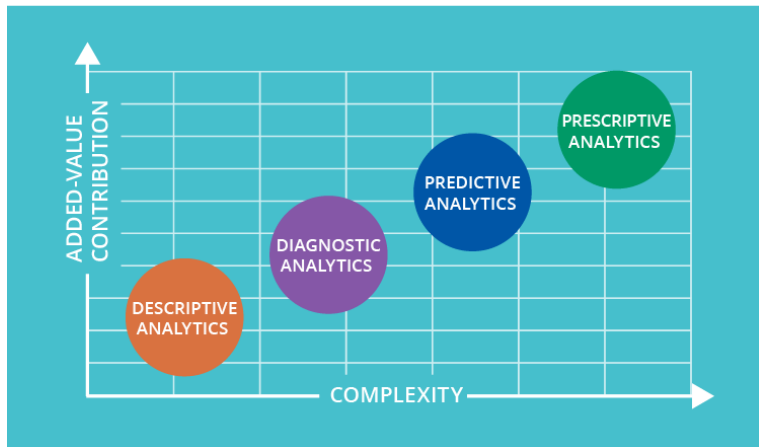 ADDED-VALUE
CONTRIBUTION
PRESCRIPTIVE
ANALYTICS
PREDICTIVE
ANALYTICS
DIAGNOSTIC
ANALYTICS
DESCRIPTIVE
ANALYTICS
COMPLEXITY